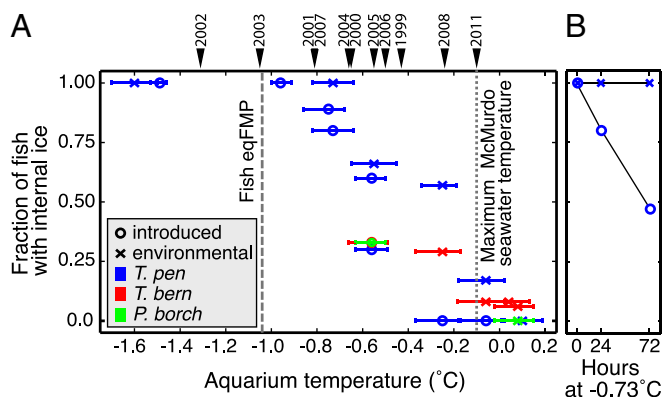 A
2002
2003
2001
2007
2004
2000
2005
2006
1999
2008
2011
B
1.00
0.75
0.50
0.25
0.0
Fraction of fish
with internal ice
Fish eqFMP
Maximum McMurdo
seawater temperature
introduced
environmental
T. pen
T. bern
P. borch
-1.6 -1.4 -1.2 -1.0 -0.8 -0.6 -0.4 -0.2 0.0 0.2
Aquarium temperature (˚C)
0 24 72
Hours
at -0.73˚C